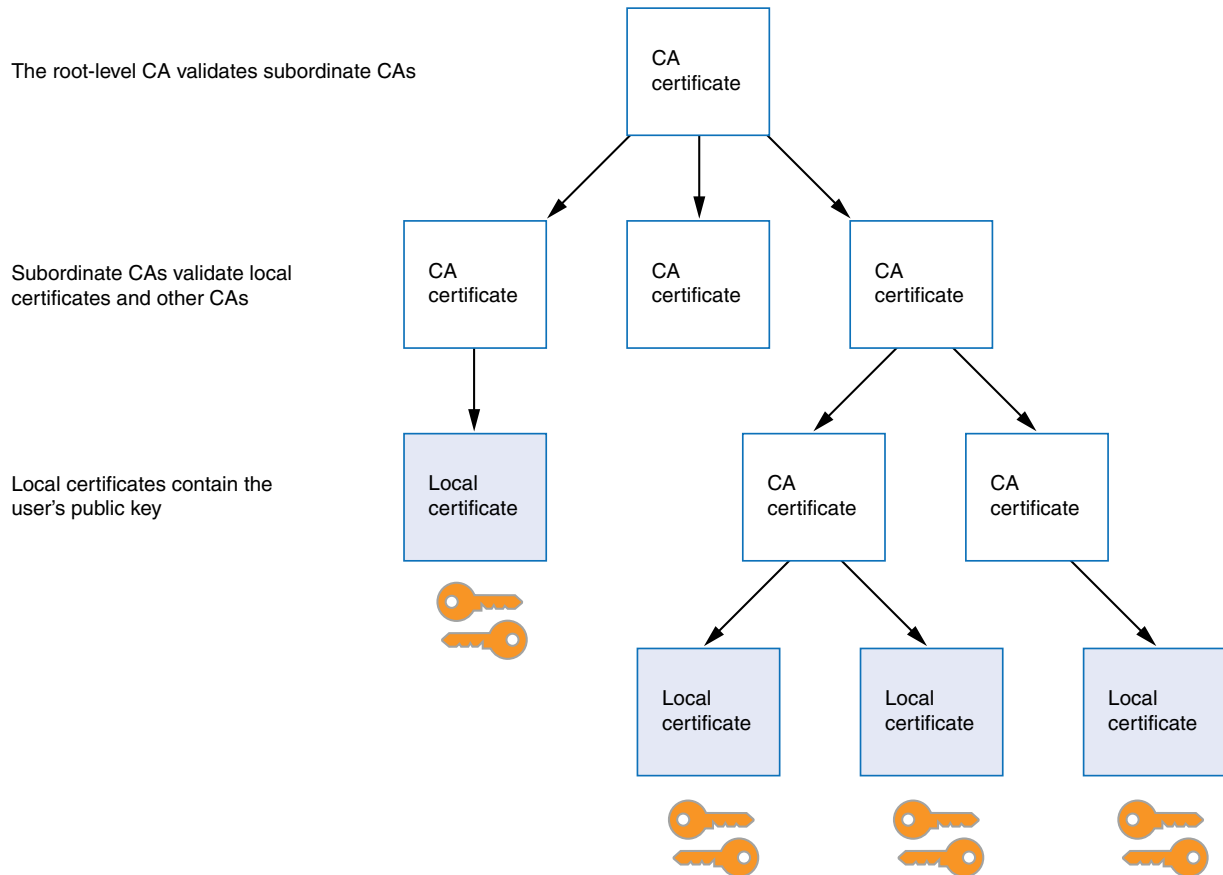 The root-level CA validates subordinate CAs
CA
certificate
Subordinate CAs validate local
certificates and other CAs
CA
certificate
CA
certificate
CA
certificate
Local certificates contain the
user's public key
Local
certificate
CA
certificate
CA
certificate
Local
certificate
Local
certificate
Local
certificate